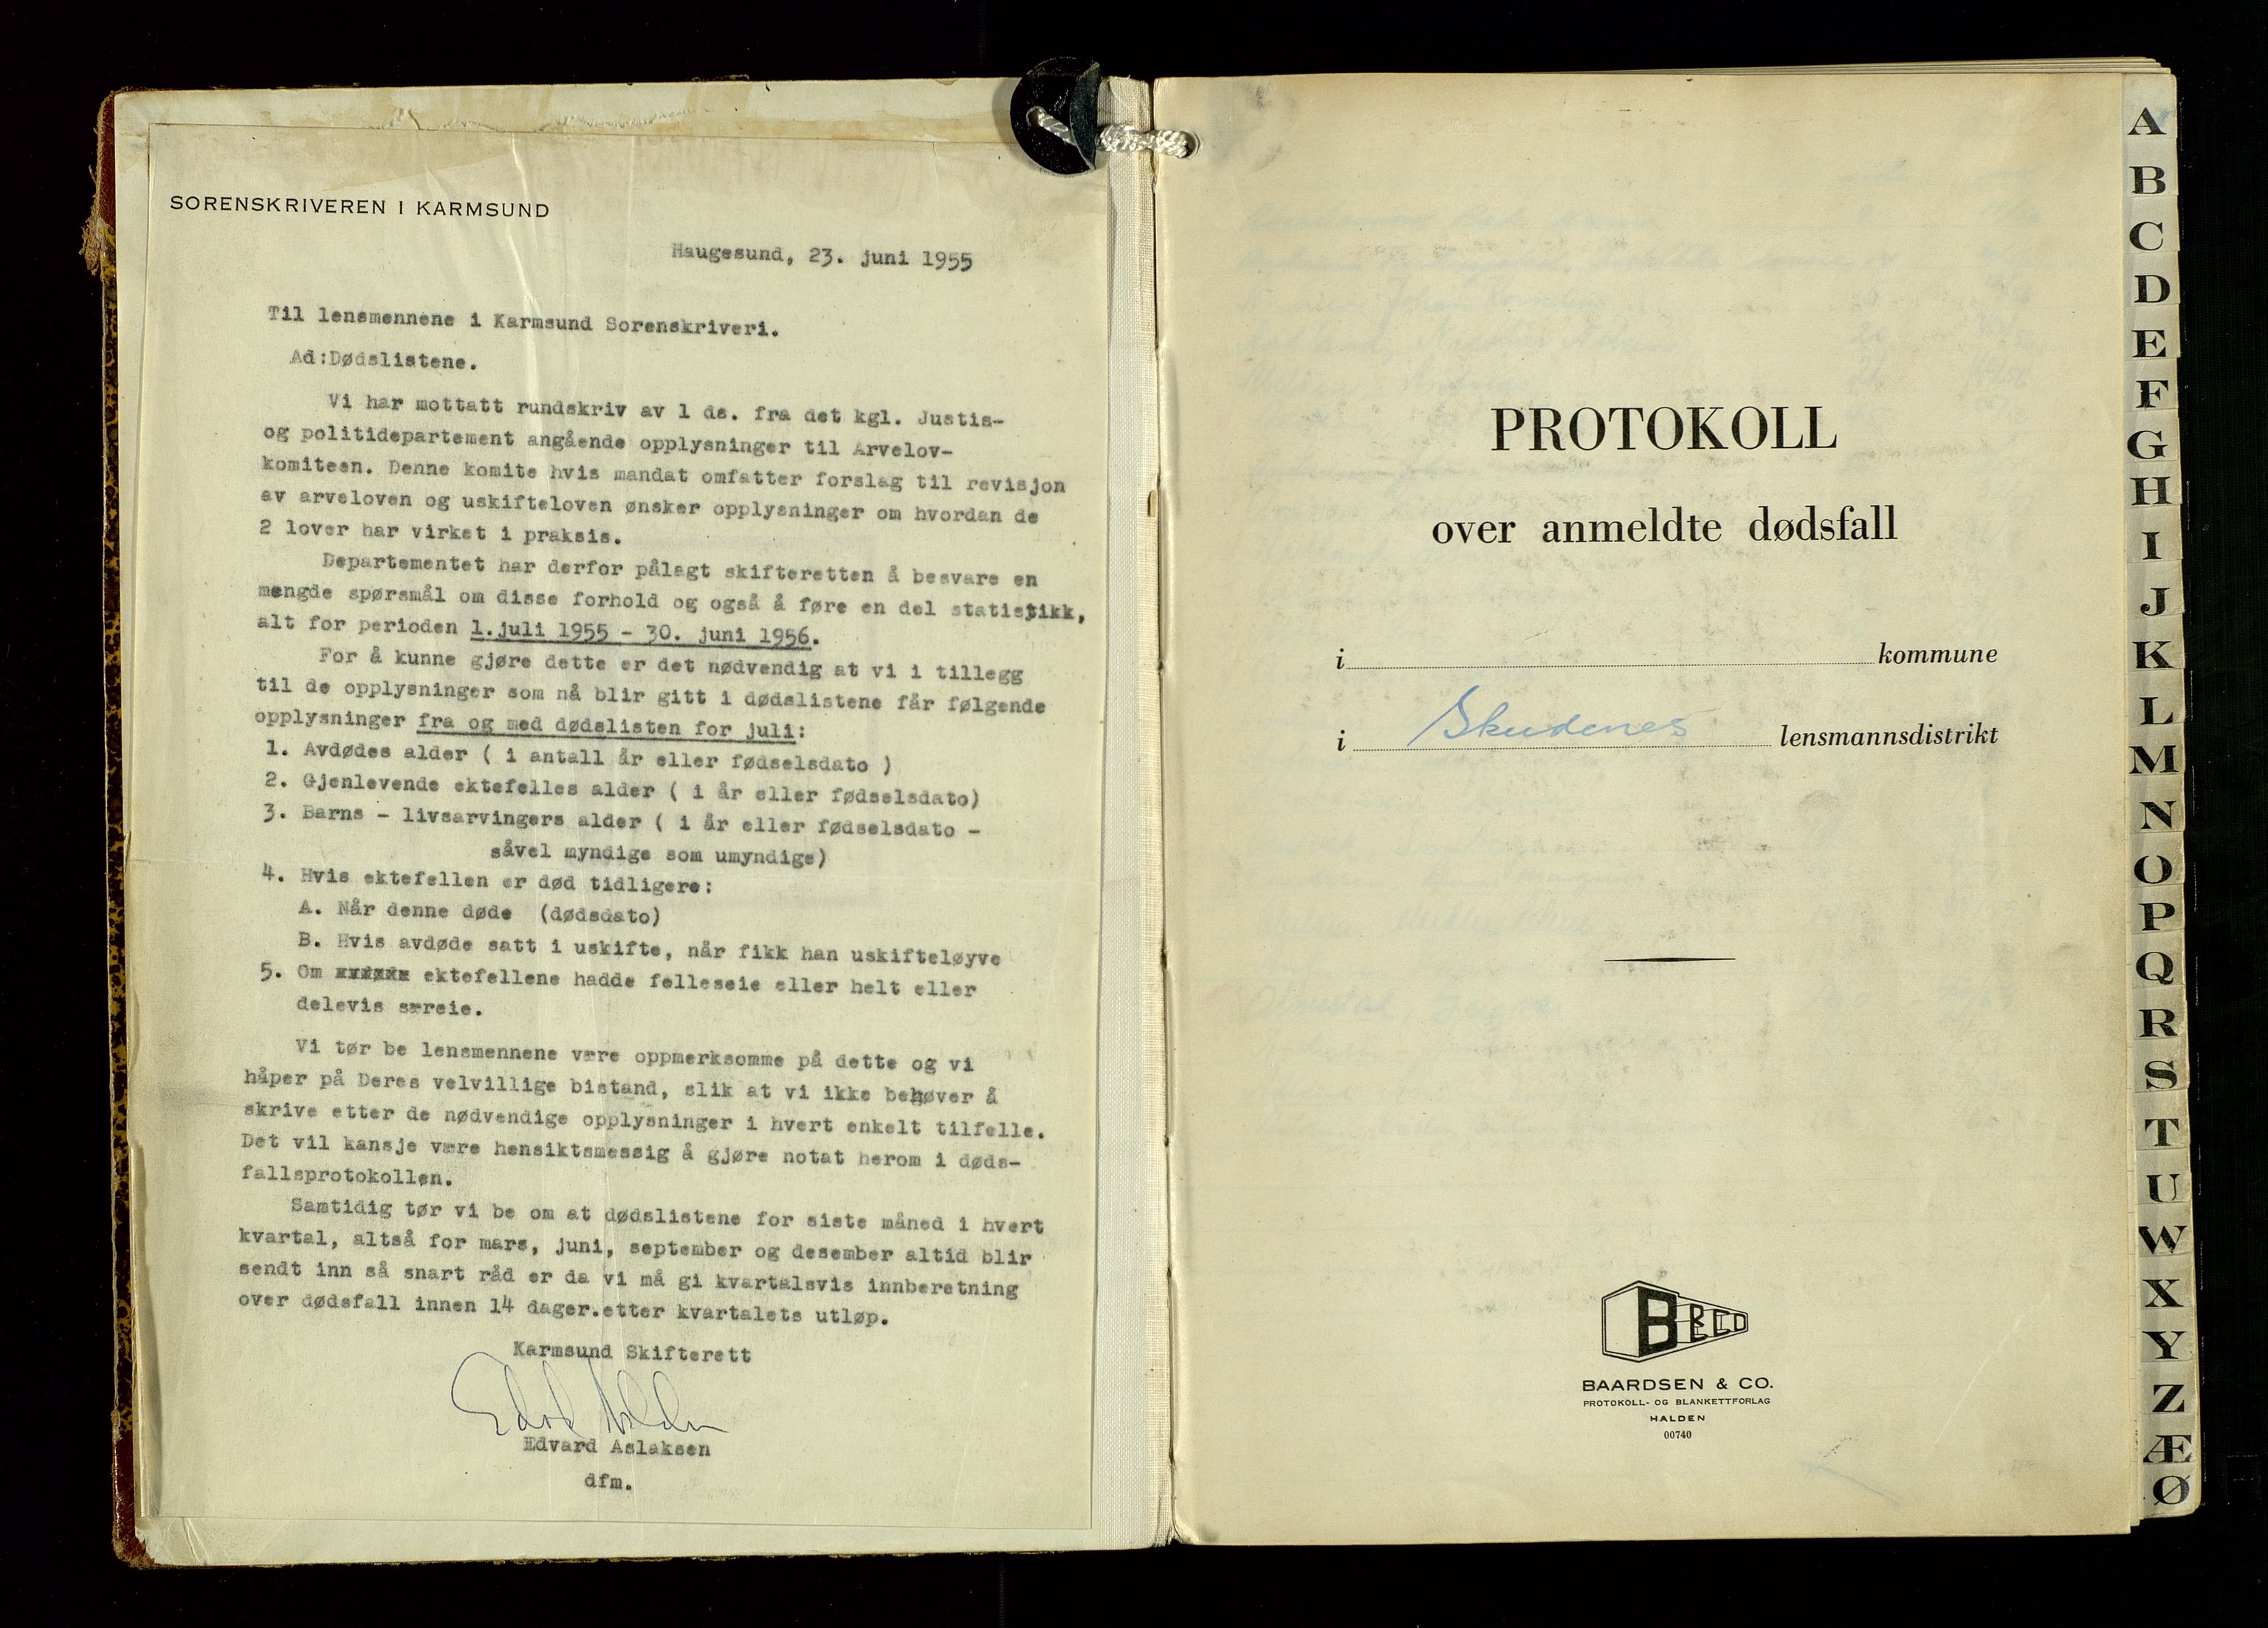 SORENSKRIVEREN I KARMSUND
Haugesund, 23. juni 1955
Til lensmennene i Karmsund Sorenskriveri.
Ad:Dødslistene.
Vi har mottatt rundskriv av 1 ds. fra det kgl. Justis-
og politidepartement angående opplysninger til Arvelov-
komiteen. Denne komite hvis mandat omfatter forslag til revisjon
av arveloven og uskifteloven ønsker opplysninger om hvordan de
2 lover har virket i praksis.
Departementet har derfor pålagt skifteretten å besvare en
mengde spørsmål om disse forhold og også å føre en del statistikk,
alt for perioden 1.juli 1955 - 30. juni 1956.
For å kunne gjøre dette er det nødvendig at vi i tillegg
til de opplysninger som nå blir gitt i dødslistene får følgende
opplysninger fra og med dødslisten for juli:
1. Avdødes alder ( i antall år eller fødselsdato )
2. Gjenlevende ektefelles alder ( i år eller fødselsdato)
3. Barns - livsarvingers alder ( i år eller fødselsdato -
såvel myndige som umyndige)
4. Hvis ektefellen er død tidligere:
A. Når denne døde (dødsdato)
B. Hvis avdøde satt i uskifte, når fikk han uskifteløyve
5. Om ektefellene hadde felleseie eller helt eller
delevis særeie.
Vi tør be lensmennene være oppmerksomme på dette og vi
håper på Deres velvillige bistand, slik at vi ikke behøver å
skrive etter de nødvendige opplysninger i hvert enkelt tilfelle.
Det vil kansje være hensiktsmessig å gjøre notat herom i døds-
fallsprotokollen.
Samtidig tør vi be om at dødslistene for siste måned i hvert
kvartal, altså for mars, juni, september og desember altid blir
sendt inn så snart råd er da vi må gi kvartalsvis innberetning
over dødsfall innen 14 dager.etter kvartalets utløp.
Karmsund Skifterett
Edvard Aslaksen
dfm.
PROTOKOLL
over anmeldte dødsfall
i kommune
i Skudenes lensmannsdistrikt
B &CO
BAARDSEN & CO.
PROTOKOLL- OG BLANKETTFORLAG
HALDEN
00740
A
B
C
D
E
F
G
H
I
J
K
L
M
N
O
P
Q
R
S
T
U
W
X
Y
Z
Æ
Ø